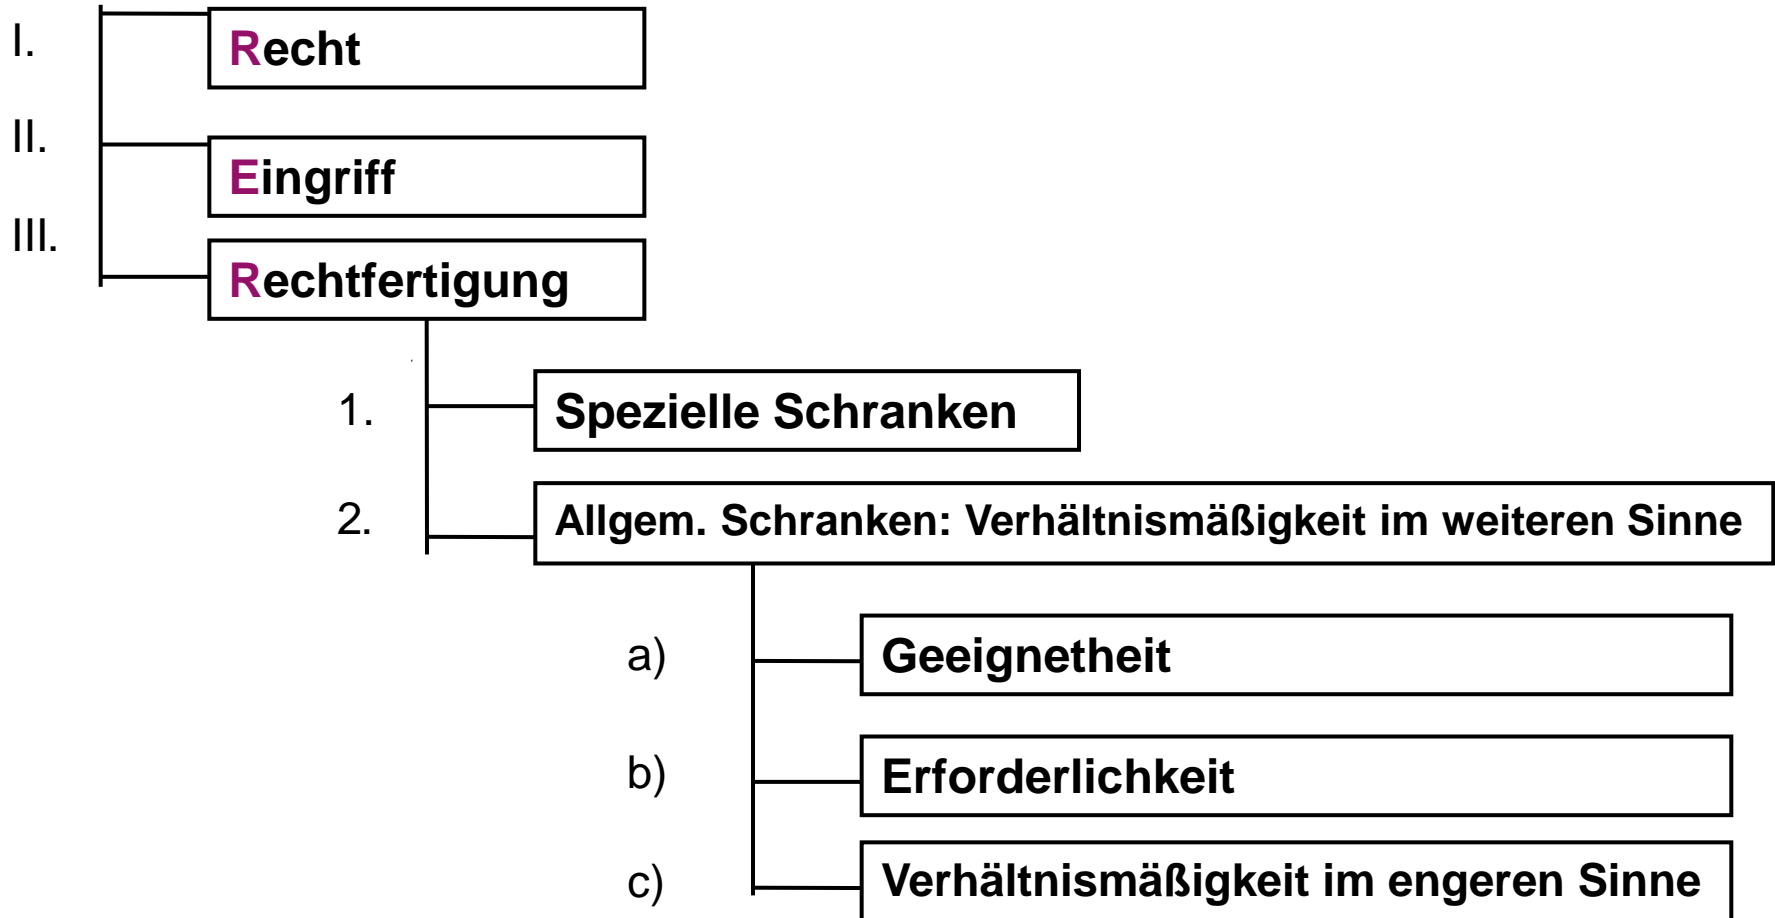 I. Recht
II. Eingriff
III. Rechtfertigung
1. Spezielle Schranken
2. Allgem. Schranken: Verhältnismäßigkeit im weiteren Sinne
a) Geeignetheit
b) Erforderlichkeit
c) Verhältnismäßigkeit im engeren Sinne